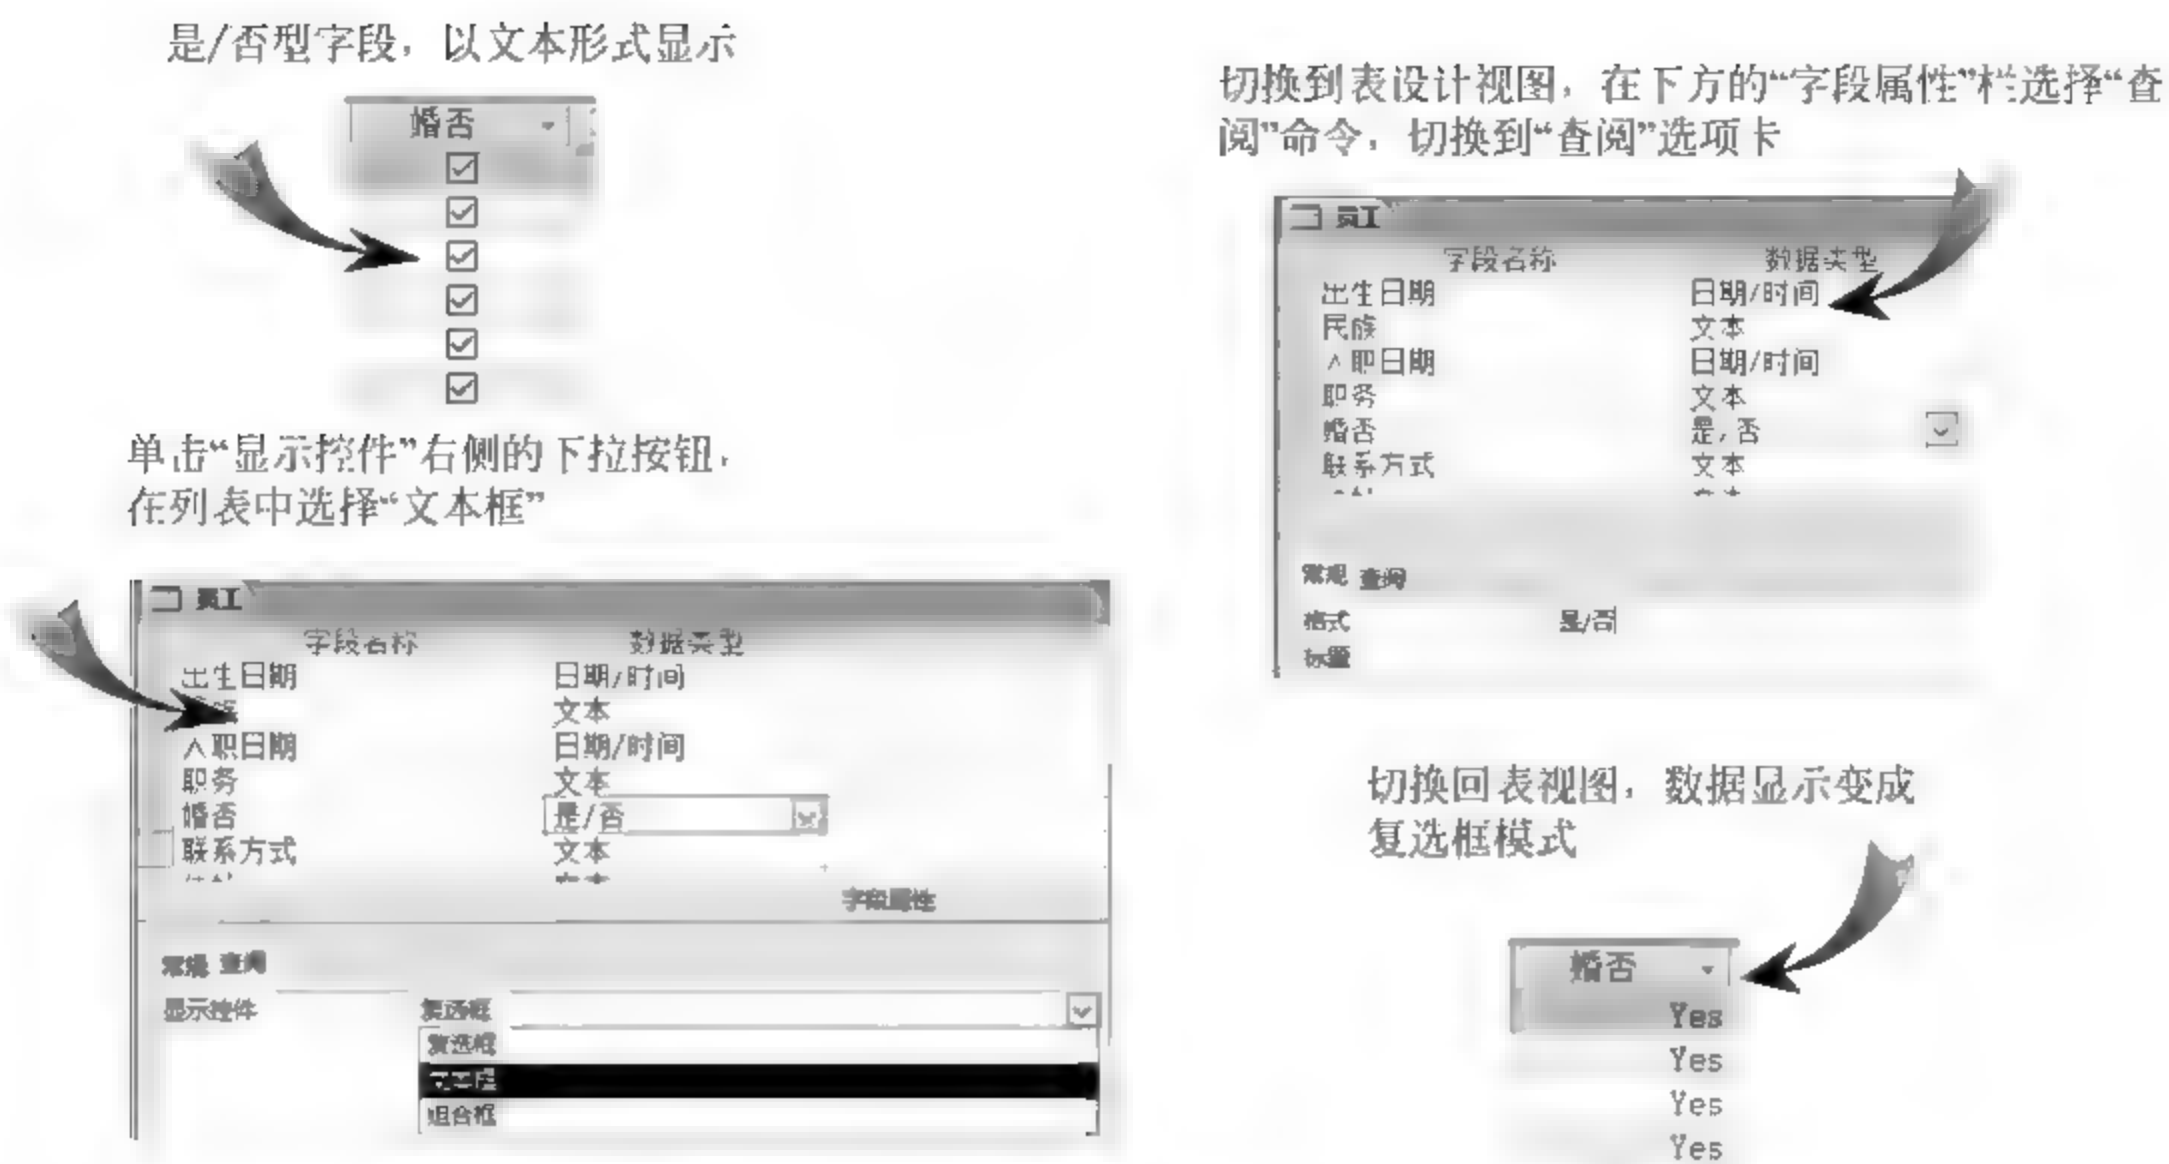 是/否型字段，以文本形式显示
婚否
切换到表设计视图，在下方的“字段属性”栏选择“查
阅”命令，切换到“查阅”选项卡
员工
字段名称 数据类型
出生日期 日期/时间
民族 文本
入职日期 日期/时间
职务 文本
婚否 是/否
联系方式 文本
常规 查阅
格式 是/否
标题
单击“显示控件”右侧的下拉按钮，
在列表中选择“文本框”
员工
字段名称 数据类型
出生日期 日期/时间
文本
入职日期 日期/时间
职务 文本
婚否 是/否
联系方式 文本
字段属性
常规 查阅
显示控件 复选框
复选框
文本框
组合框
切换回表视图，数据显示变成
复选框模式
婚否
Yes
Yes
Yes
Yes